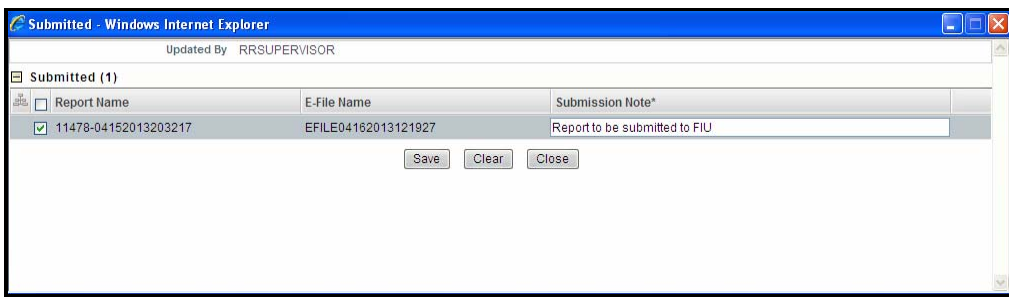 Submitted - Windows Internet Explorer
Updated By RRSUPERVISOR
Submitted (1)
Report Name E-File Name Submission Note*
11478-04152013203217 EFILE04162013121927 Report to be submitted to FIU
Save Clear Close